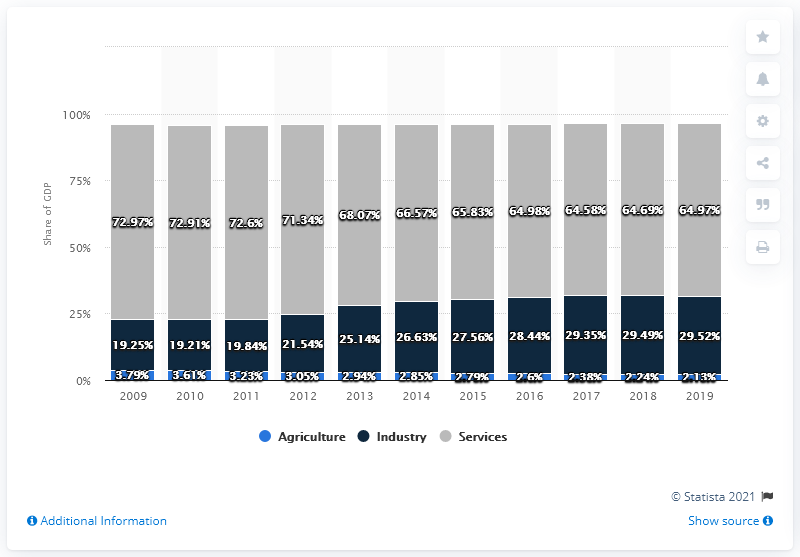 Share of GDP
100%
75%
50%
25%
0%
72.97% 72.91% 72.6% 71.34% 68.07% 66.57% 65.83% 64.98% 64.58% 64.69% 64.97%
19.25% 19.21% 19.84% 21.54% 25.14% 26.63% 27.56% 28.44% 29.35% 29.49% 29.52%
3.79% 3.61% 3.23% 3.05% 2.94% 2.85% 2.79% 2.6% 2.38% 2.24% 2.13%
2009 2010 2011 2012 2013 2014 2015 2016 2017 2018 2019
Agriculture Industry Services
© Statista 2021
Additional Information
Show source